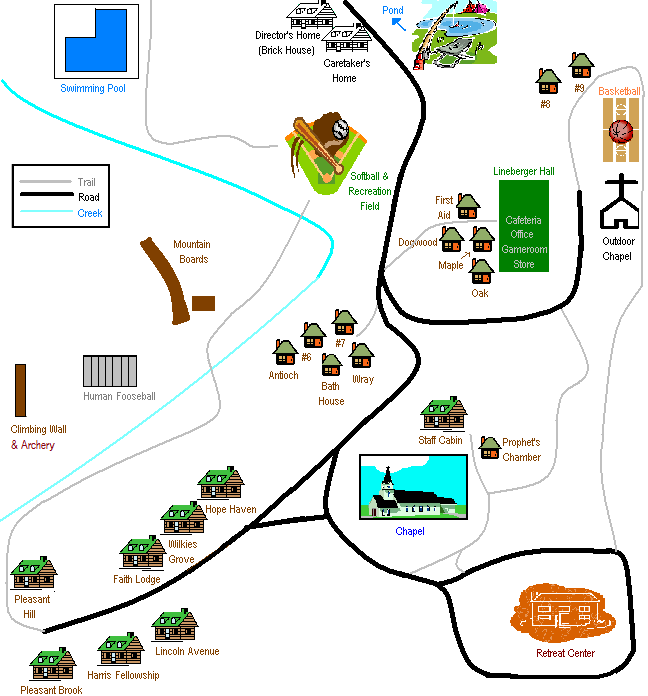 Pond
Director's Home
(Brick House)
Caretaker's
Home
Swimming Pool
#9
#8
Basketball
Trail
Road
Creek
Softball &
Recreation
Field
Lineberger Hall
First
Aid
Cafeteria
Office
Gameroom
Store
Dogwood
Maple
Oak
Outdoor
Chapel
Mountain
Boards
#7
#6
Antioch
Bath
House
Wray
Human Fooseball
Climbing Wall
& Archery
Staff Cabin
Prophet's
Chamber
Chapel
Hope Haven
Wilkies
Grove
Faith Lodge
Pleasant
Hill
Lincoln Avenue
Harris Fellowship
Pleasant Brook
Retreat Center